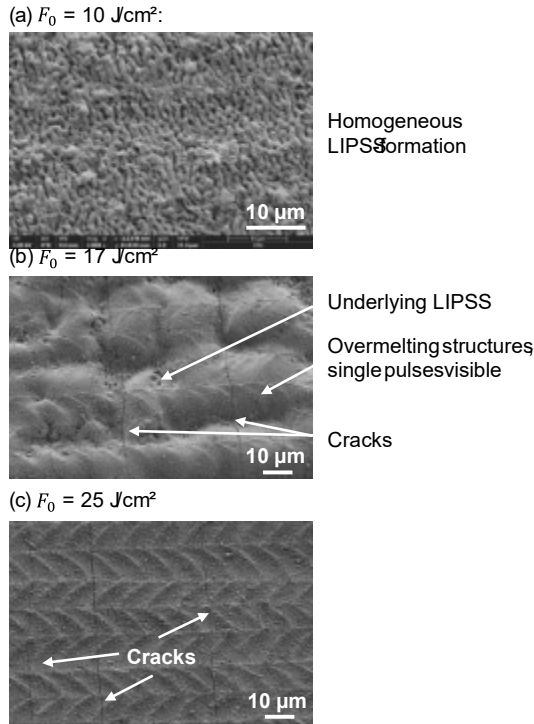 (a) F₀ = 10 J/cm²:
Homogeneous
LIPSS-formation
10 µm
(b) F₀ = 17 J/cm²
Underlying LIPSS
Overmelting structures,
single pulses visible
Cracks
10 µm
(c) F₀ = 25 J/cm²
Cracks
10 µm